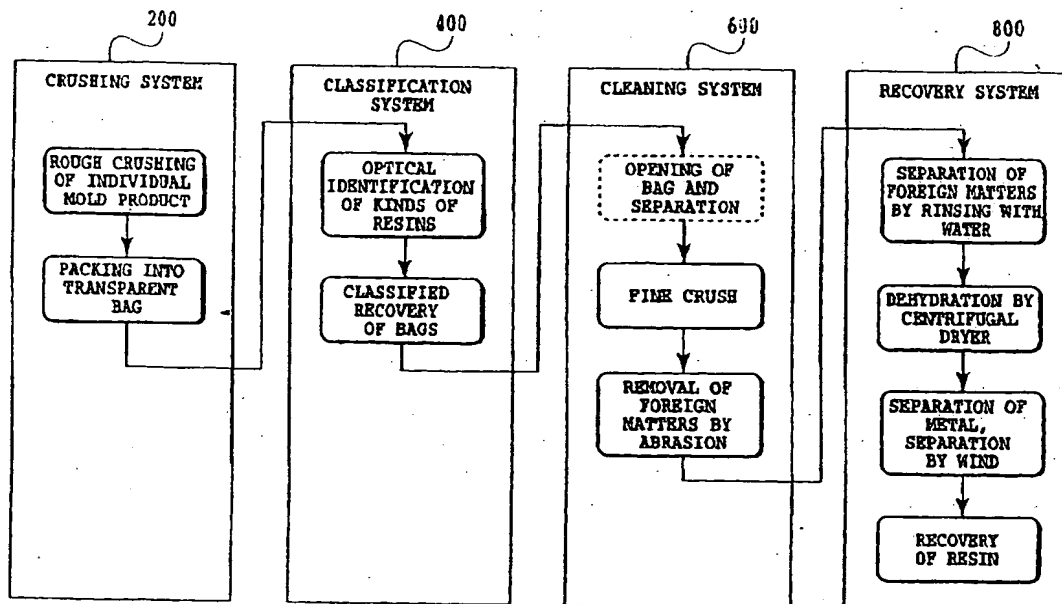 200
CRUSHING SYSTEM
ROUGH CRUSHING
OF INDIVIDUAL
MOLD PRODUCT
PACKING INTO
TRANSPARENT
BAG
400
CLASSIFICATION
SYSTEM
OPTICAL
IDENTIFICATION
OF KINDS OF
RESINS
CLASSIFIED
RECOVERY
OF BAGS
600
CLEANING SYSTEM
OPENING OF
BAG AND
SEPARATION
FINE CRUSH
REMOVAL OF
FOREIGN
MATTERS BY
ABRASION
800
RECOVERY SYSTEM
SEPARATION OF
FOREIGN MATTERS
BY RINSING WITH
WATER
DEHYDRATION BY
CENTRIFUGAL
DRYER
SEPARATION OF
METAL,
SEPARATION
BY WIND
RECOVERY
OF RESIN